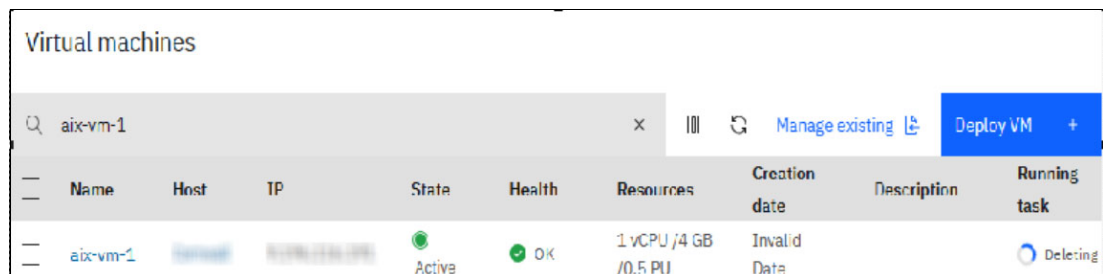 Virtual machines
aix-vm-1
Manage existing
Deploy VM +
Name Host IP State Health Resources Creation date Description Running task
aix-vm-1 Active OK 1 vCPU /4 GB /0.5 PU Invalid Date Deleting